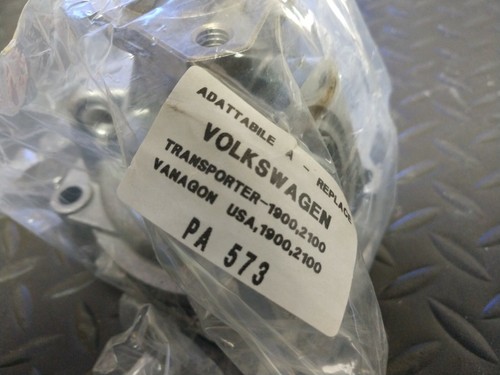 ADATTABILE A - REPLACE
VOLKSWAGEN
TRANSPORTER-1900,2100
VANAGON USA,1900,2100
PA 573